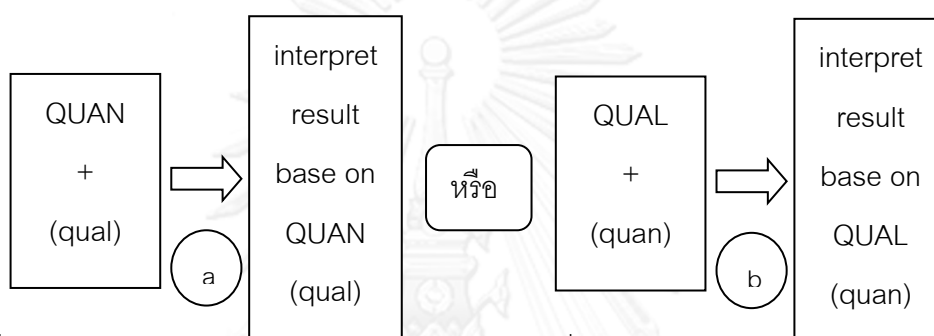 QUAN
+
(qual)
a
interpret
result
base on
QUAN
(qual)
หรือ
QUAL
+
(quan)
b
interpret
result
base on
QUAL
(quan)